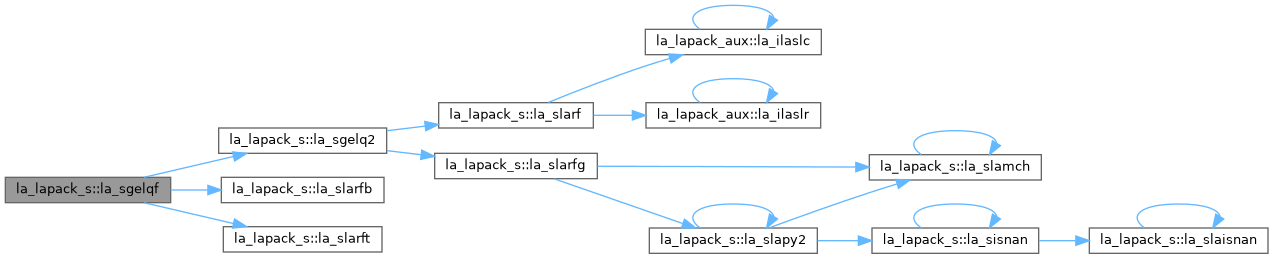 la_lapack_aux::la_ilaslc
la_lapack_s::la_slarf
la_lapack_aux::la_ilaslr
la_lapack_s::la_sgelq2
la_lapack_s::la_slarfg
la_lapack_s::la_slamch
la_lapack_s::la_sgelqf
la_lapack_s::la_slarfb
la_lapack_s::la_slarft
la_lapack_s::la_slapy2
la_lapack_s::la_sisnan
la_lapack_s::la_slaisnan